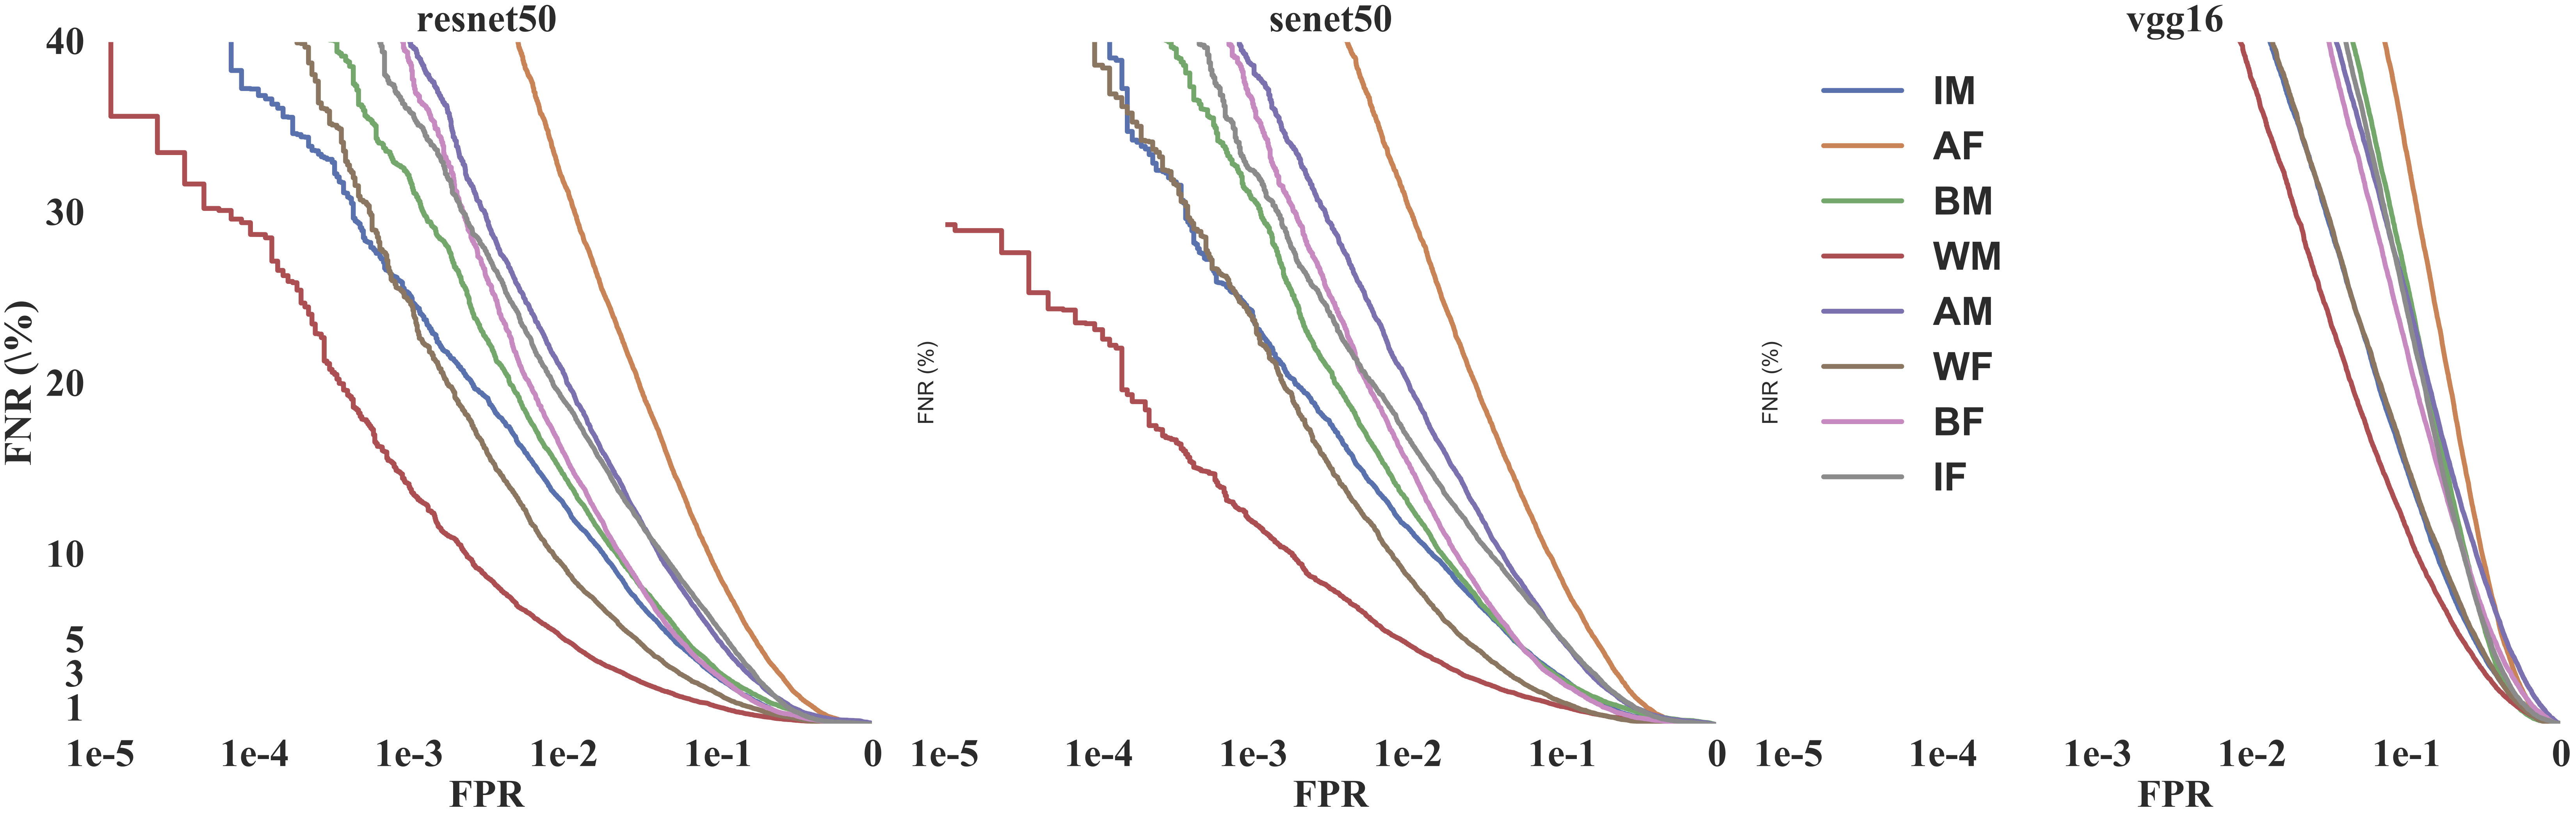 resnet50 senet50 vgg16
FNR (\%)
40
30
20
10
5
3
1
1e-5 1e-4 1e-3 1e-2 1e-1 0
FPR
FNR (%)
1e-5 1e-4 1e-3 1e-2 1e-1 0
FPR
FNR (%)
IM
AF
BM
WM
AM
WF
BF
IF
1e-5 1e-4 1e-3 1e-2 1e-1 0
FPR